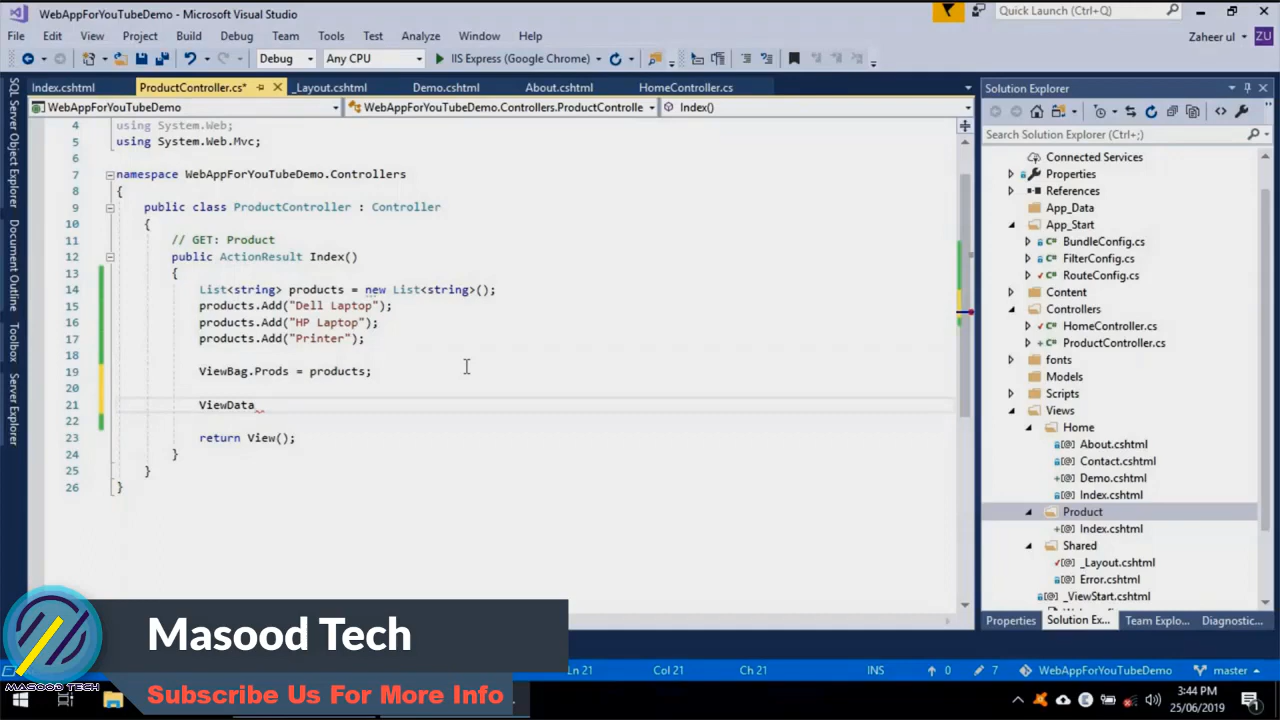 WebAppForYouTubeDemo - Microsoft Visual Studio
Quick Launch (Ctrl+Q)
File Edit View Project Build Debug Team Tools Test Analyze Window Help
Zaheer ul ZU
Debug Any CPU IIS Express (Google Chrome)
Index.cshtml ProductController.cs* _Layout.cshtml Demo.cshtml About.cshtml HomeController.cs
WebAppForYouTubeDemo WebAppForYouTubeDemo.Controllers.ProductControlle Index()
4 using System.Web;
5 using System.Web.Mvc;
6
7 namespace WebAppForYouTubeDemo.Controllers
8 {
9 public class ProductController : Controller
10 {
11 // GET: Product
12 public ActionResult Index()
13 {
14 List<string> products = new List<string>();
15 products.Add("Dell Laptop");
16 products.Add("HP Laptop");
17 products.Add("Printer");
18
19 ViewBag.Prods = products;
20
21 ViewData
22
23 return View();
24 }
25 }
26 }
SQL Server Object Explorer
Document Outline
Toolbox
Server Explorer
Solution Explorer
Search Solution Explorer (Ctrl+;)
Connected Services
Properties
References
App_Data
App_Start
BundleConfig.cs
FilterConfig.cs
RouteConfig.cs
Content
Controllers
HomeController.cs
ProductController.cs
fonts
Models
Scripts
Views
Home
About.cshtml
Contact.cshtml
Demo.cshtml
Index.cshtml
Product
Index.cshtml
Shared
_Layout.cshtml
Error.cshtml
_ViewStart.cshtml
Properties Solution Ex... Team Explo... Diagnostic...
Masood Tech
MASOOD TECH
Subscribe Us For More Info
Ln 21 Col 21 Ch 21 INS 0 7 WebAppForYouTubeDemo master
3:44 PM
25/06/2019
1